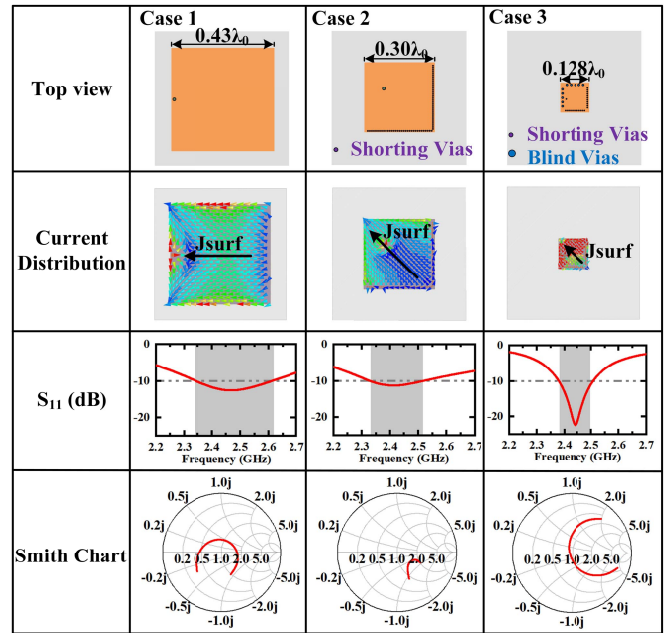 Case 1
Case 2
Case 3
Top view
0.43λ0
0.30λ0
Shorting Vias
0.128λ0
Shorting Vias
Blind Vias
Current
Distribution
Jsurf
Jsurf
Jsurf
S11 (dB)
0
-10
-20
2.2 2.3 2.4 2.5 2.6 2.7
Frequency (GHz)
0
-10
-20
2.2 2.3 2.4 2.5 2.6 2.7
Frequency (GHz)
0
-10
-20
2.2 2.3 2.4 2.5 2.6 2.7
Frequency (GHz)
Smith Chart
1.0j
0.5j 2.0j
0.2j 5.0j
0.2 0.5 1.0 2.0 5.0
-0.2j -5.0j
-0.5j -2.0j
-1.0j
1.0j
0.5j 2.0j
0.2j 5.0j
0.2 0.5 1.0 2.0 5.0
-0.2j -5.0j
-0.5j -2.0j
-1.0j
1.0j
0.5j 2.0j
0.2j 5.0j
0.2 0.5 1.0 2.0 5.0
-0.2j -5.0j
-0.5j -2.0j
-1.0j